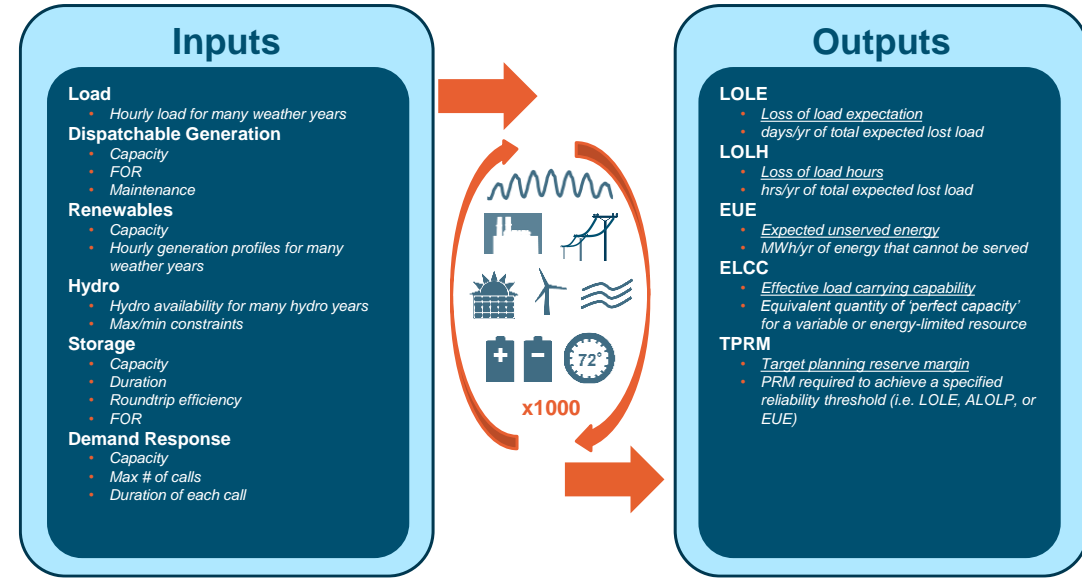 Inputs
Load
• Hourly load for many weather years
Dispatchable Generation
• Capacity
• FOR
• Maintenance
Renewables
• Capacity
• Hourly generation profiles for many
weather years
Hydro
• Hydro availability for many hydro years
• Max/min constraints
Storage
• Capacity
• Duration
• Roundtrip efficiency
• FOR
Demand Response
• Capacity
• Max # of calls
• Duration of each call
+
−
72°
x1000
Outputs
LOLE
• Loss of load expectation
• days/yr of total expected lost load
LOLH
• Loss of load hours
• hrs/yr of total expected lost load
EUE
• Expected unserved energy
• MWh/yr of energy that cannot be served
ELCC
• Effective load carrying capability
• Equivalent quantity of ‘perfect capacity’
for a variable or energy-limited resource
TPRM
• Target planning reserve margin
• PRM required to achieve a specified
reliability threshold (i.e. LOLE, ALOLP, or
EUE)